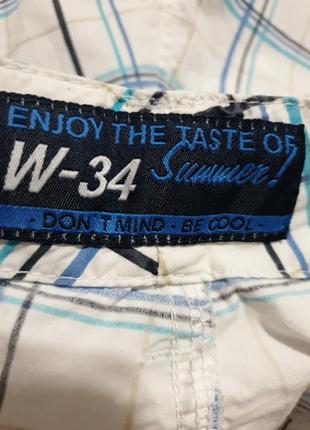 ENJOY THE TASTE OF
W-34 Summer!
- DON'T MIND - BE COOL -